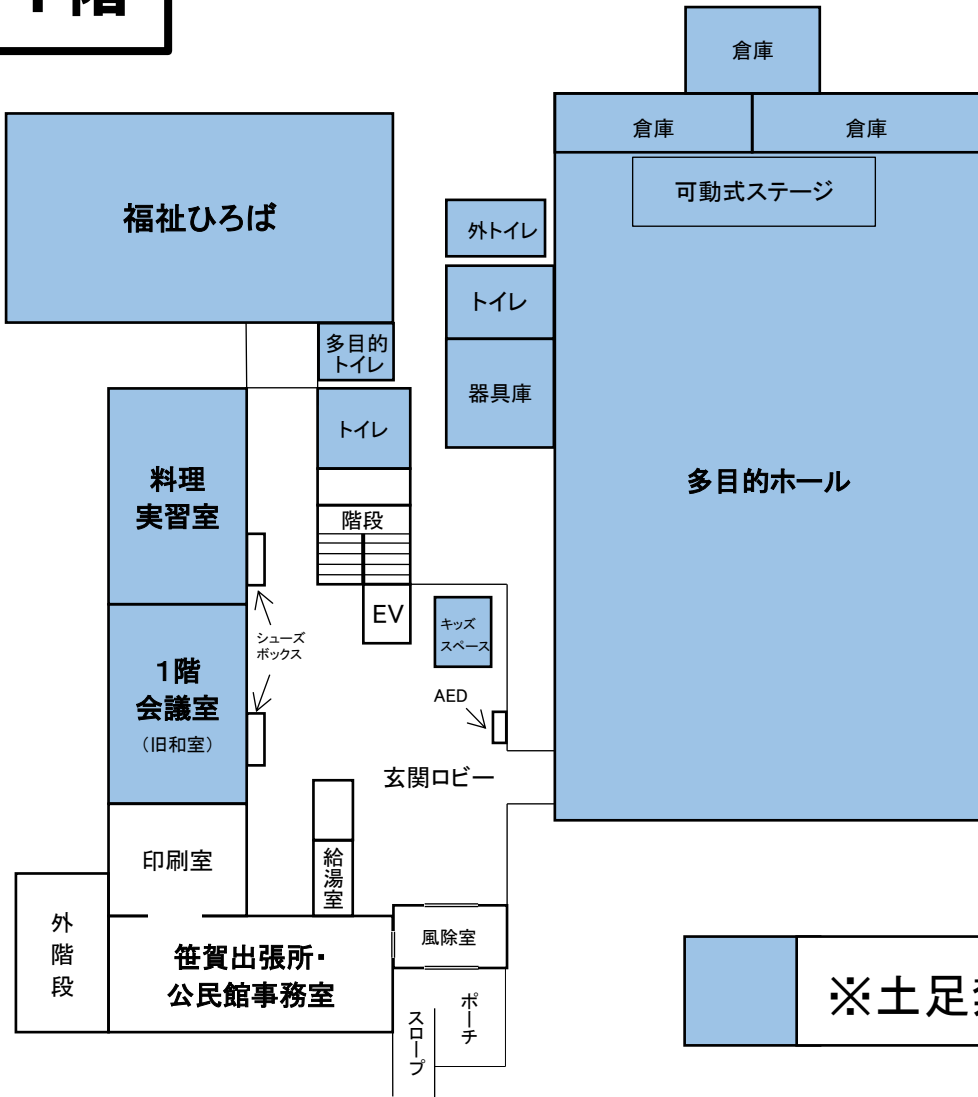 1階
倉庫
倉庫
倉庫
可動式ステージ
福祉ひろば
外トイレ
トイレ
多目的
トイレ
器具庫
トイレ
料理
実習室
多目的ホール
階段
EV
キッズ
スペース
シューズ
ボックス
1階
会議室
（旧和室）
AED
玄関ロビー
印刷室
給湯室
外階段
笹賀出張所・
公民館事務室
風除室
ポーチ
スロープ
※土足